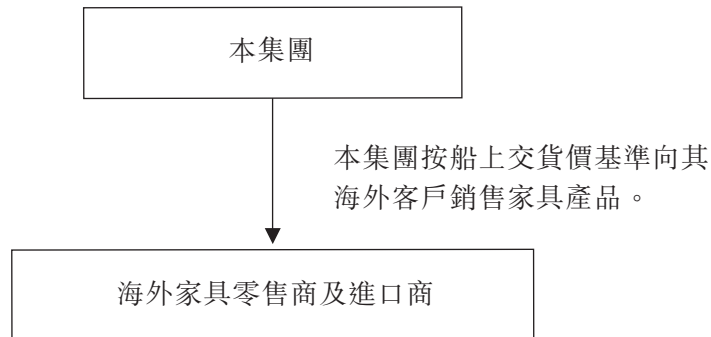 本集團
本集團按船上交貨價基準向其
海外客戶銷售家具產品。
海外家具零售商及進口商